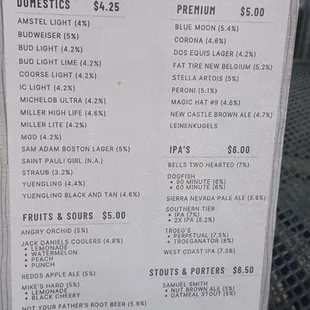 DOMESTICS $4.25
AMSTEL LIGHT (4%)
BUDWEISER (5%)
BUD LIGHT (4.2%)
BUD LIGHT LIME (4.2%)
COORSE LIGHT (4.2%)
IC LIGHT (4.2%)
MICHELOB ULTRA (4.2%)
MILLER HIGH LIFE (4.6%)
MILLER LITE (4.2%)
MGD (4.2%)
SAM ADAM BOSTON LAGER (5%)
SAINT PAULI GIRL (N.A.)
STRAUB (3.2%)
YUENGLING (4.4%)
YUENGLING BLACK AND TAN (4.6%)
FRUITS & SOURS $5.00
ANGRY ORCHID (5%)
JACK DANIELS COOLERS (4.8%)
• LEMONADE
• WATERMELON
• PEACH
• PUNCH
REDDS APPLE ALE (5%)
MIKE'S HARD (5%)
• LEMONADE
• BLACK CHEERY
NOT YOUR FATHER'S ROOT BEER (5.9%)
PREMIUM $5.00
BLUE MOON (5.4%)
CORONA (4.6%)
DOS EQUIS LAGER (4.2%)
FAT TIRE NEW BELGIUM (5.2%)
STELLA ARTOIS (5%)
PERONI (5.1%)
MAGIC HAT #9 (4.6%)
NEW CASTLE BROWN ALE (4.7%)
LEINENKUGELS
IPA'S $6.00
BELLS TWO HEARTED (7%)
DOGFISH
• 90 MINUTE (6%)
• 60 MINUTE (6%)
SIERRA NEVADA PALE ALE (5.6%)
SOUTHERN TIER
• IPA (7%)
• 2X IPA (8.2%)
TROEG'S
• PERPETUAL (7.5%)
• TROEGANATOR (8%)
WEST COAST IPA (7.3%)
STOUTS & PORTERS $6.50
SAMUEL SMITH
• NUT BROWN ALE (5%)
• OATMEAL STOUT (5%)